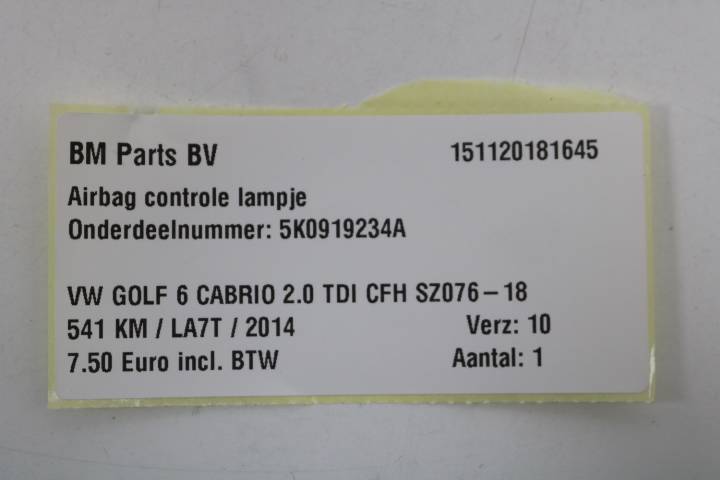 BM Parts BV 151120181645
Airbag controle lampje
Onderdeelnummer: 5K0919234A
VW GOLF 6 CABRIO 2.0 TDI CFH SZ076-18
541 KM / LA7T / 2014 Verz: 10
7.50 Euro incl. BTW Aantal: 1